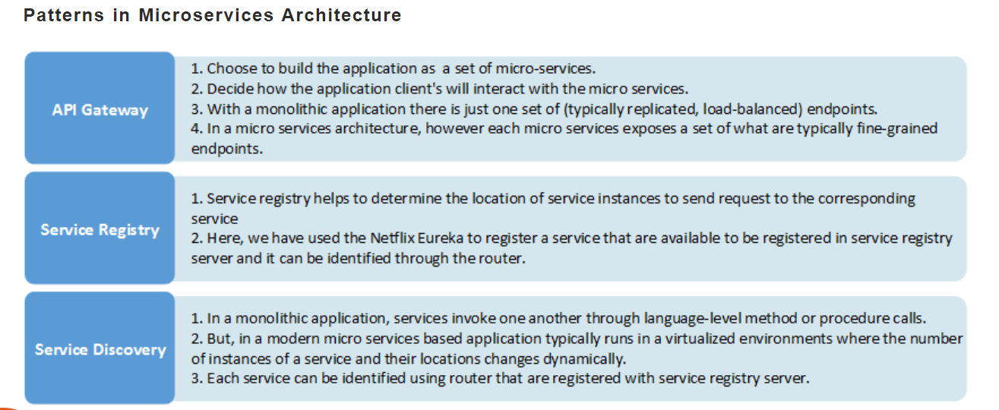 Patterns in Microservices Architecture
API Gateway
1. Choose to build the application as a set of micro-services.
2. Decide how the application client's will interact with the micro services.
3. With a monolithic application there is just one set of (typically replicated, load-balanced) endpoints.
4. In a micro services architecture, however each micro services exposes a set of what are typically fine-grained
endpoints.
Service Registry
1. Service registry helps to determine the location of service instances to send request to the corresponding
service
2. Here, we have used the Netflix Eureka to register a service that are available to be registered in service registry
server and it can be identified through the router.
Service Discovery
1. In a monolithic application, services invoke one another through language-level method or procedure calls.
2. But, in a modern micro services based application typically runs in a virtualized environments where the number
of instances of a service and their locations changes dynamically.
3. Each service can be identified using router that are registered with service registry server.